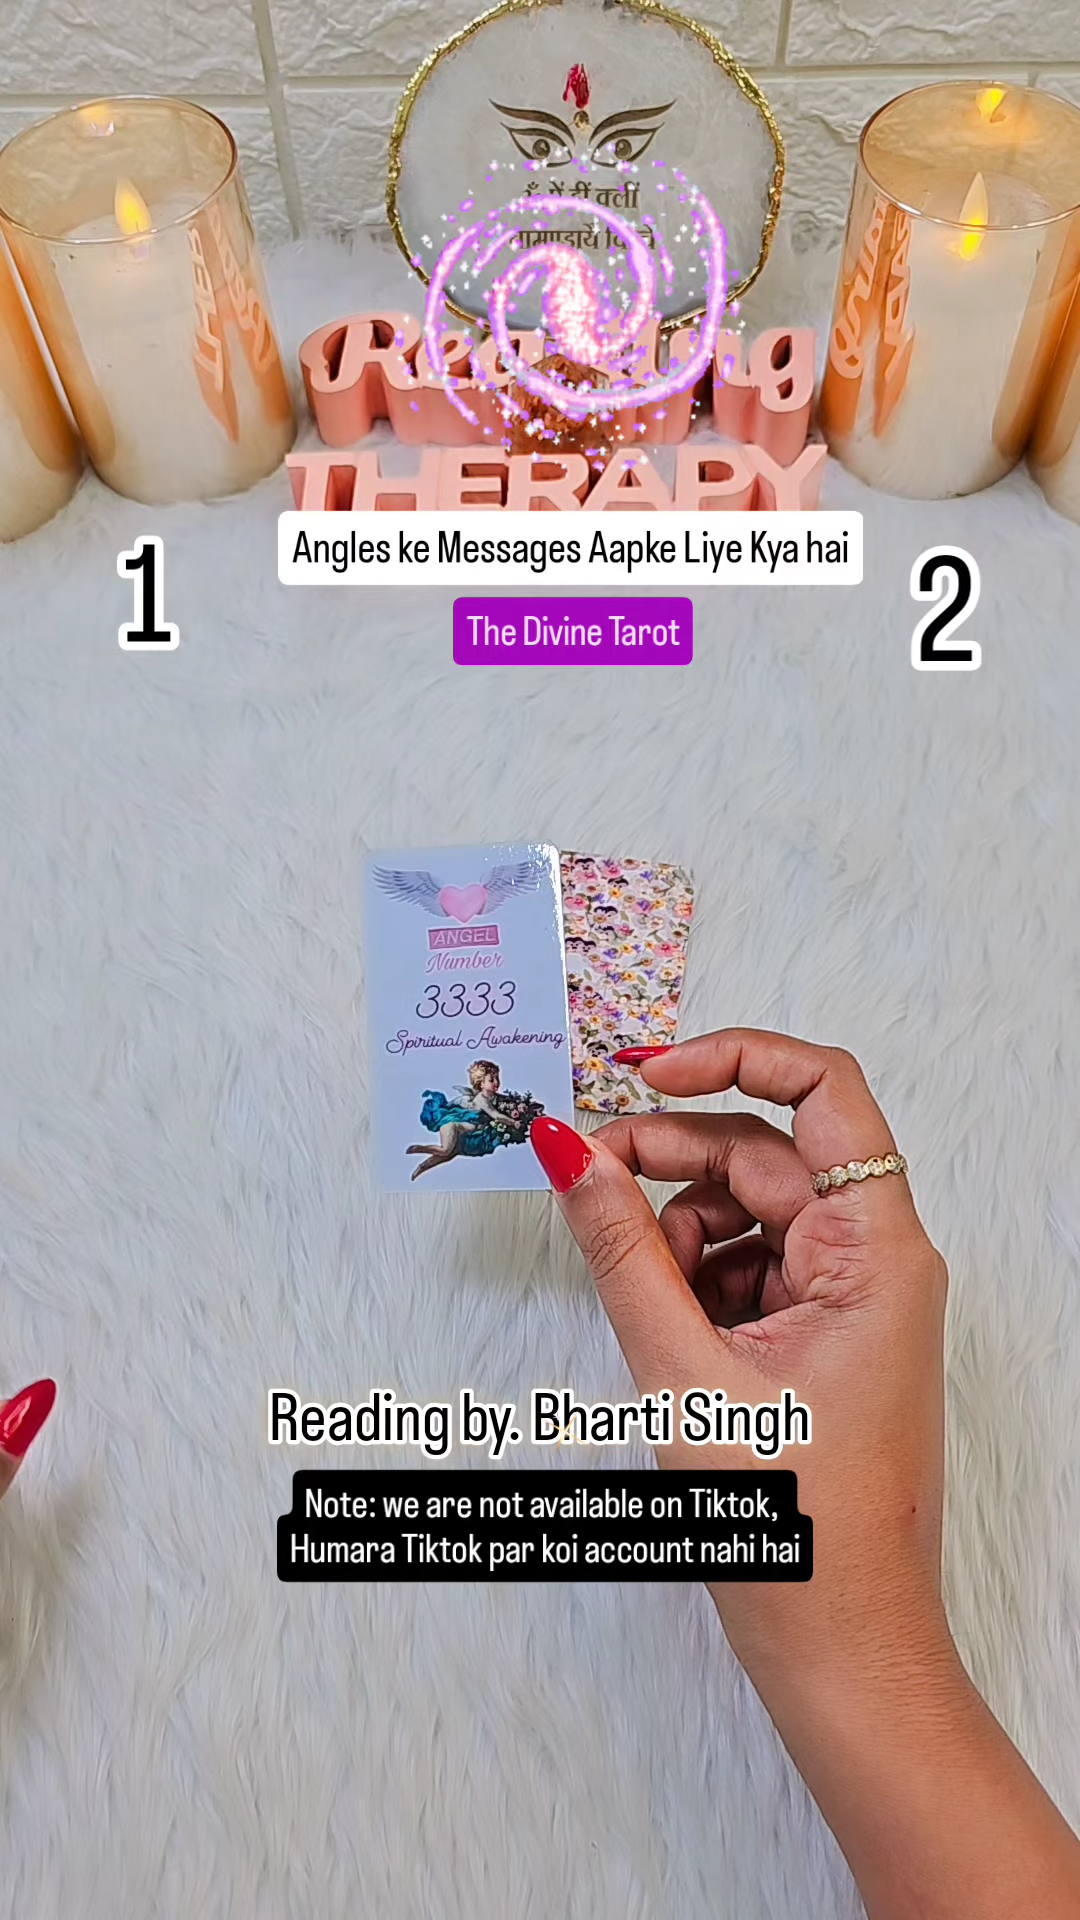 ॐ ऐं ह्रीं क्लीं
Reading
THERAPY
1
Angles ke Messages Aapke Liye Kya hai
2
The Divine Tarot
ANGEL
Number
3333
Spiritual Awakening
Reading by. Bharti Singh
Note: we are not available on Tiktok,
Humara Tiktok par koi account nahi hai